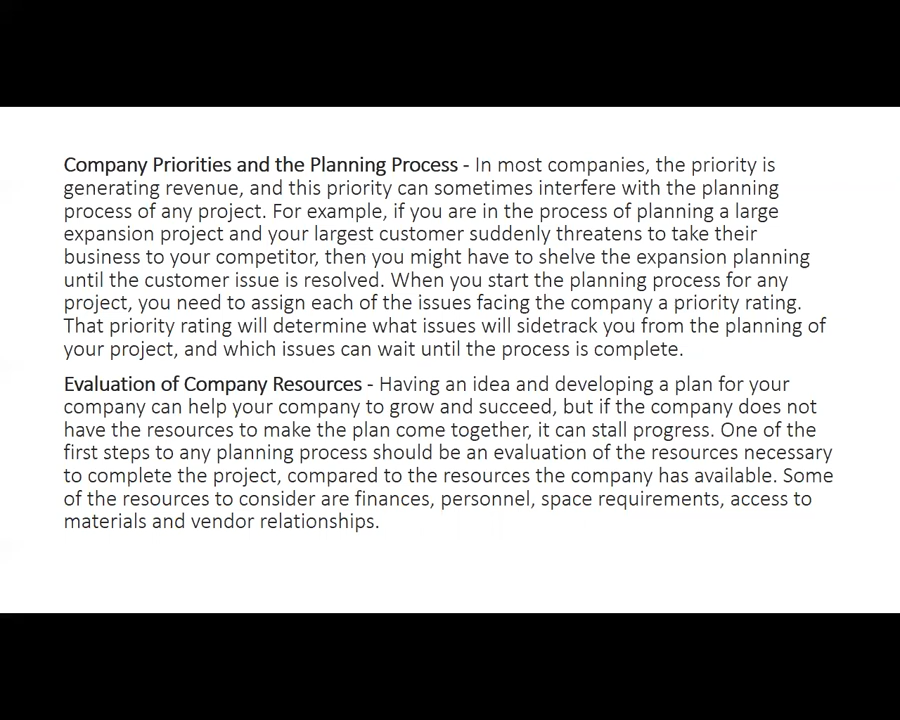 Company Priorities and the Planning Process - In most companies, the priority is
generating revenue, and this priority can sometimes interfere with the planning
process of any project. For example, if you are in the process of planning a large
expansion project and your largest customer suddenly threatens to take their
business to your competitor, then you might have to shelve the expansion planning
until the customer issue is resolved. When you start the planning process for any
project, you need to assign each of the issues facing the company a priority rating.
That priority rating will determine what issues will sidetrack you from the planning of
your project, and which issues can wait until the process is complete.
Evaluation of Company Resources - Having an idea and developing a plan for your
company can help your company to grow and succeed, but if the company does not
have the resources to make the plan come together, it can stall progress. One of the
first steps to any planning process should be an evaluation of the resources necessary
to complete the project, compared to the resources the company has available. Some
of the resources to consider are finances, personnel, space requirements, access to
materials and vendor relationships.